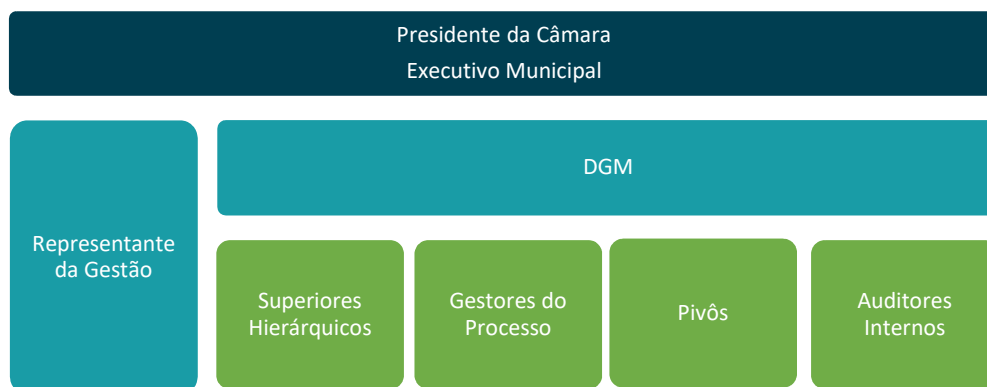 Presidente da Câmara
Executivo Municipal
DGM
Representante
da Gestão
Superiores
Hierárquicos
Gestores do
Processo
Pivôs
Auditores
Internos